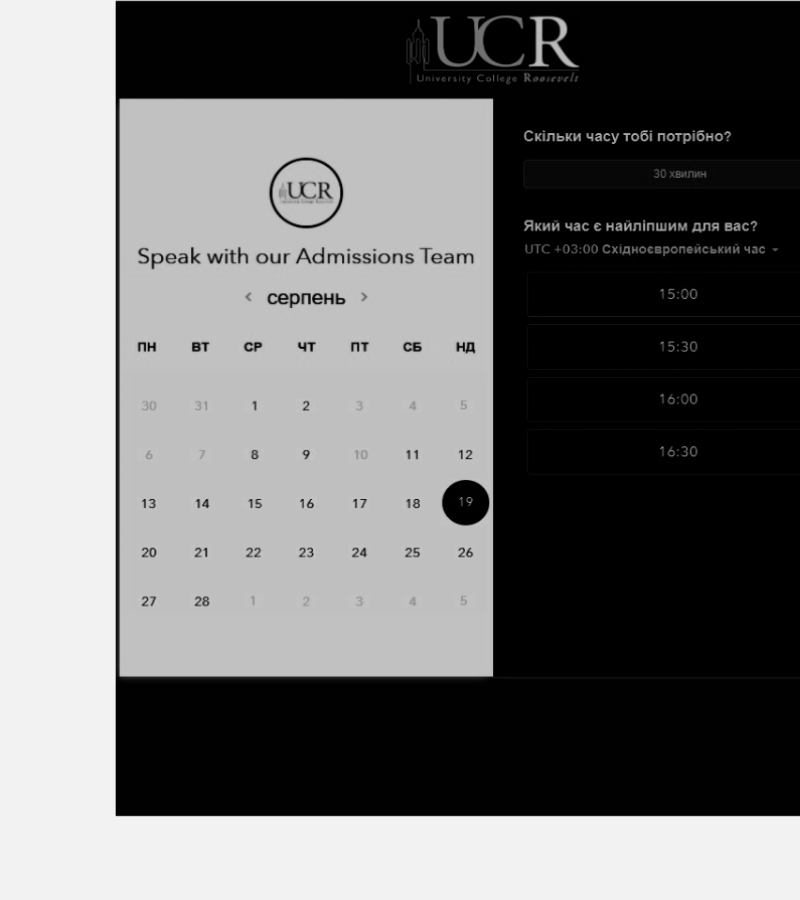 UCR
University College Roosevelt
UCR
Speak with our Admissions Team
< серпень >
ПН ВТ СР ЧТ ПТ СБ НД
30 31 1 2 3 4 5
6 7 8 9 10 11 12
13 14 15 16 17 18 19
20 21 22 23 24 25 26
27 28 1 2 3 4 5
Скільки часу тобі потрібно?
30 хвилин
Який час є найліпшим для вас?
UTC +03:00 Східноєвропейський час
15:00
15:30
16:00
16:30